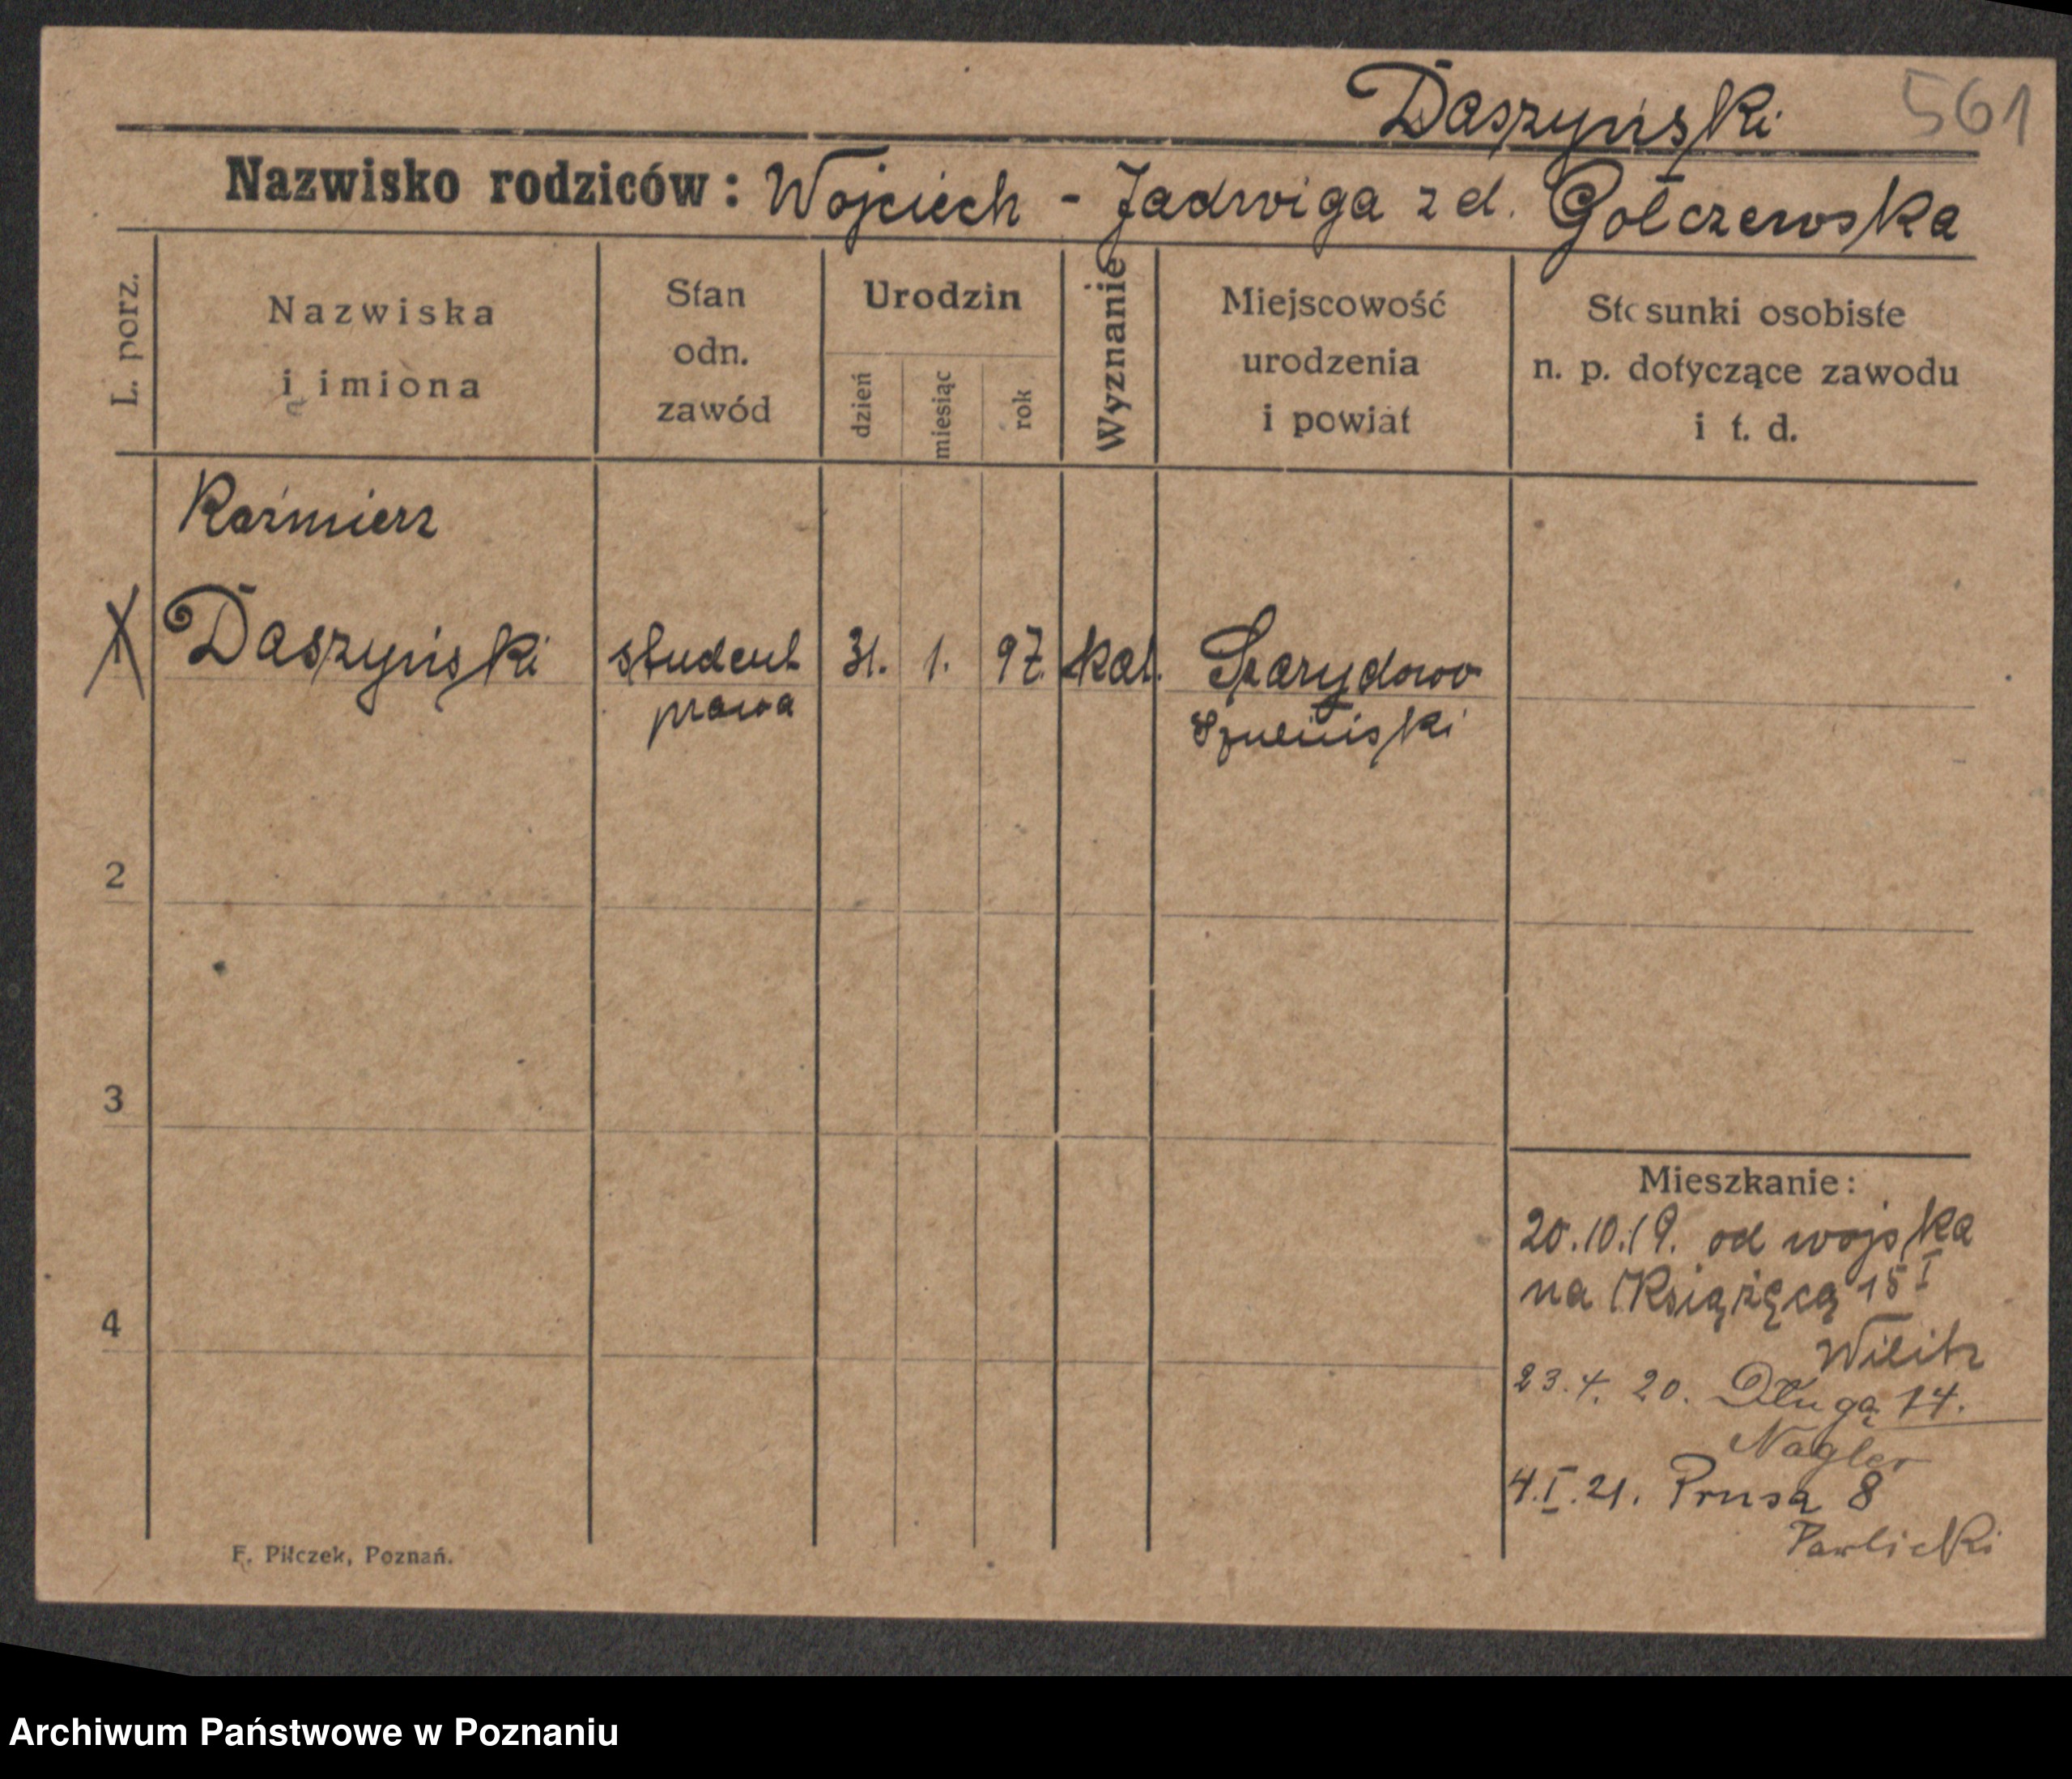 Daszyński 561
Nazwisko rodziców: Wojciech - Jadwiga z d. Gołczewska
L. porz.
Nazwiska
i imiona
Stan
odn.
zawód
Urodzin
dzień
miesiąc
rok
Wyznanie
Miejscowość
urodzenia
i powiat
Stosunki osobiste
n. p. dotyczące zawodu
i t. d.
Kaźmierz
1 Daszyński student 31. 1. 97. kat.
prawa
2
3
4
Mieszkanie:
20.10.19. od wojska
na Książęcą 15 I
Wilitz
23.4. 20. Długa 14.
Nagler
4.I.21. Prusa 8
Pawlicki
F. Piłczek, Poznań.
Archiwum Państwowe w Poznaniu